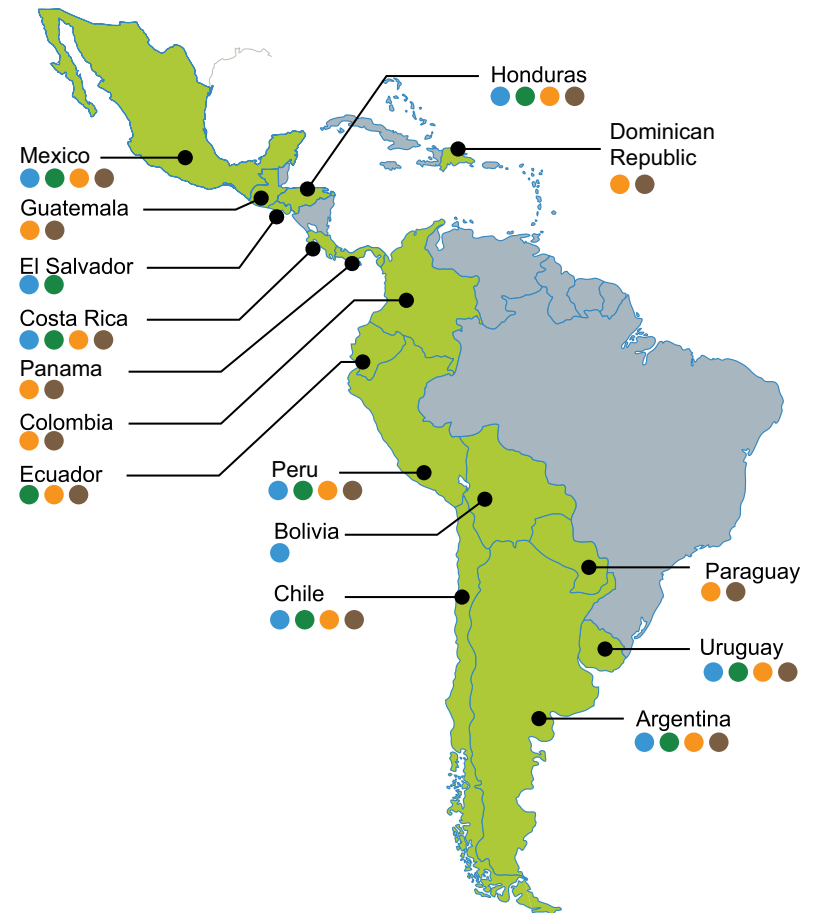 Honduras
Dominican
Republic
Mexico
Guatemala
El Salvador
Costa Rica
Panama
Colombia
Ecuador
Peru
Bolivia
Chile
Paraguay
Uruguay
Argentina